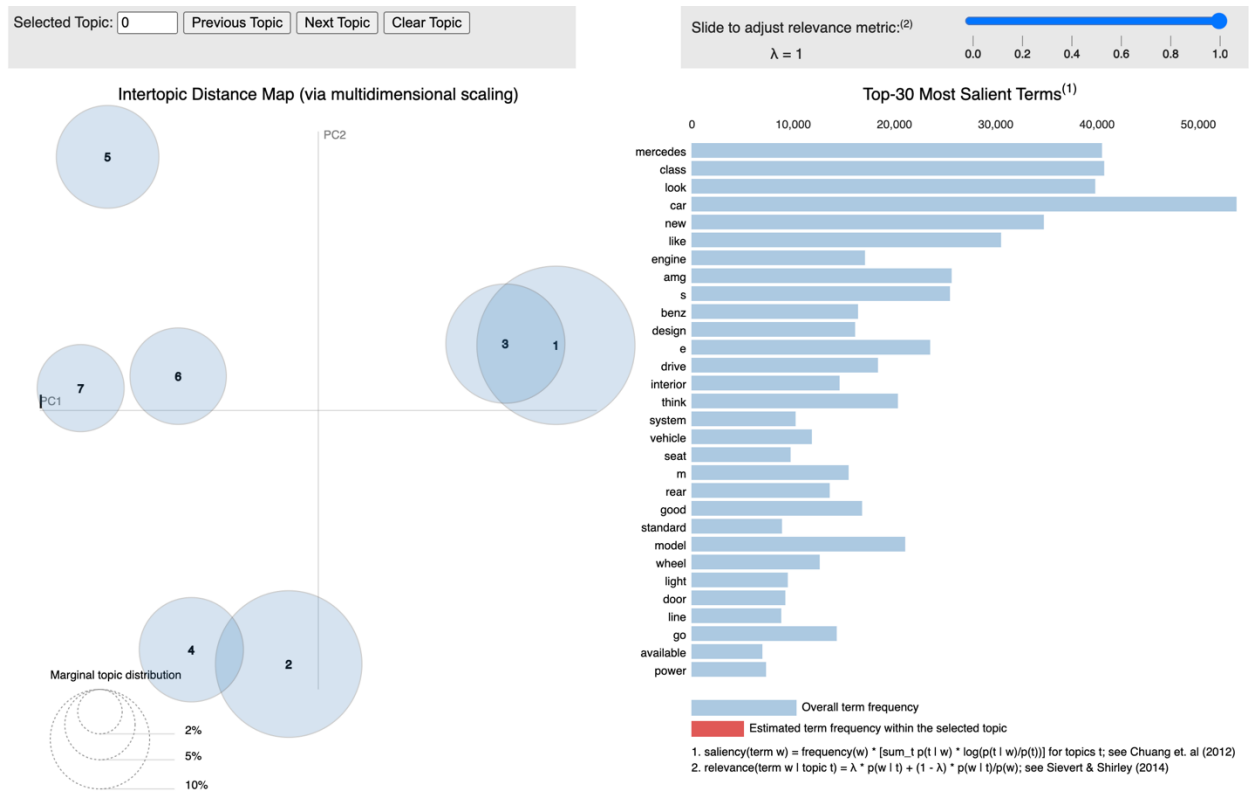 Selected Topic: 0 Previous Topic Next Topic Clear Topic
Slide to adjust relevance metric:(2)
λ = 1
0.0 0.2 0.4 0.6 0.8 1.0
Intertopic Distance Map (via multidimensional scaling)
PC2
PC1
5
3
1
6
7
4
2
Marginal topic distribution
2%
5%
10%
Top-30 Most Salient Terms(1)
0 10,000 20,000 30,000 40,000 50,000
mercedes
class
look
car
new
like
engine
amg
s
benz
design
e
drive
interior
think
system
vehicle
seat
m
rear
good
standard
model
wheel
light
door
line
go
available
power
Overall term frequency
Estimated term frequency within the selected topic
1. saliency(term w) = frequency(w) * [sum_t p(t | w) * log(p(t | w)/p(t))] for topics t; see Chuang et. al (2012)
2. relevance(term w | topic t) = λ * p(w | t) + (1 - λ) * p(w | t)/p(w); see Sievert & Shirley (2014)